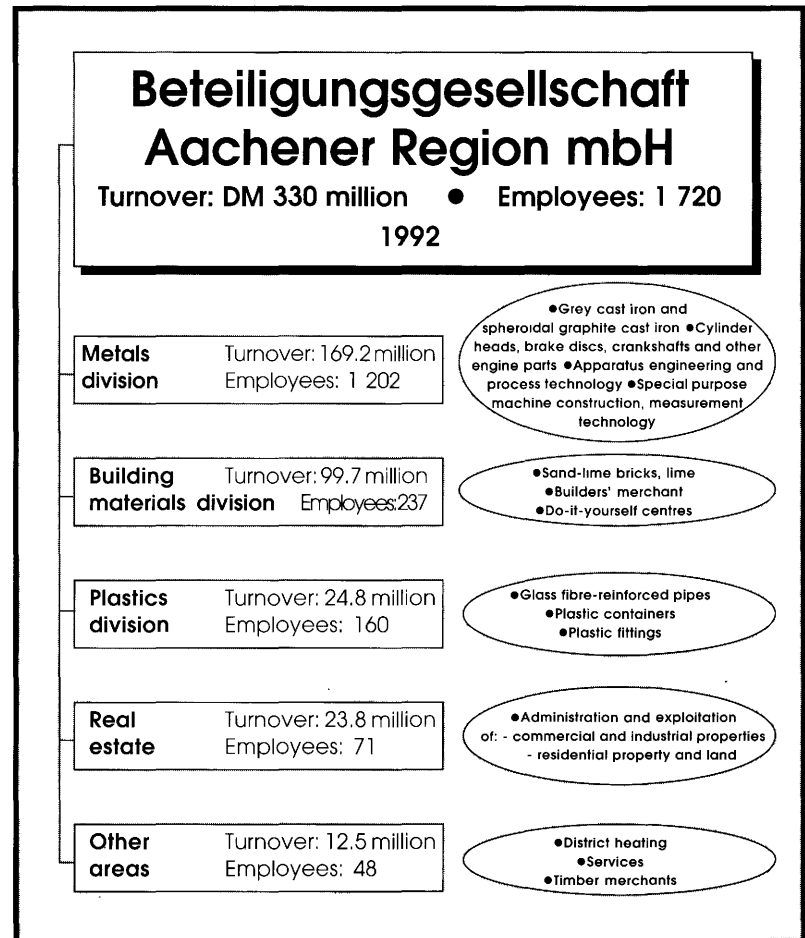 Beteiligungsgesellschaft
Aachener Region mbH
Turnover: DM 330 million ● Employees: 1 720
1992
Metals division
Turnover: 169.2 million
Employees: 1 202
●Grey cast iron and
spheroidal graphite cast iron ●Cylinder
heads, brake discs, crankshafts and other
engine parts ●Apparatus engineering and
process technology ●Special purpose
machine construction, measurement
technology
Building Turnover: 99.7 million
materials division Employees:237
●Sand-lime bricks, lime
●Builders' merchant
●Do-it-yourself centres
Plastics Turnover: 24.8 million
division Employees: 160
●Glass fibre-reinforced pipes
●Plastic containers
●Plastic fittings
Real Turnover: 23.8 million
estate Employees: 71
●Administration and exploitation
of: - commercial and industrial properties
- residential property and land
Other Turnover: 12.5 million
areas Employees: 48
●District heating
●Services
●Timber merchants